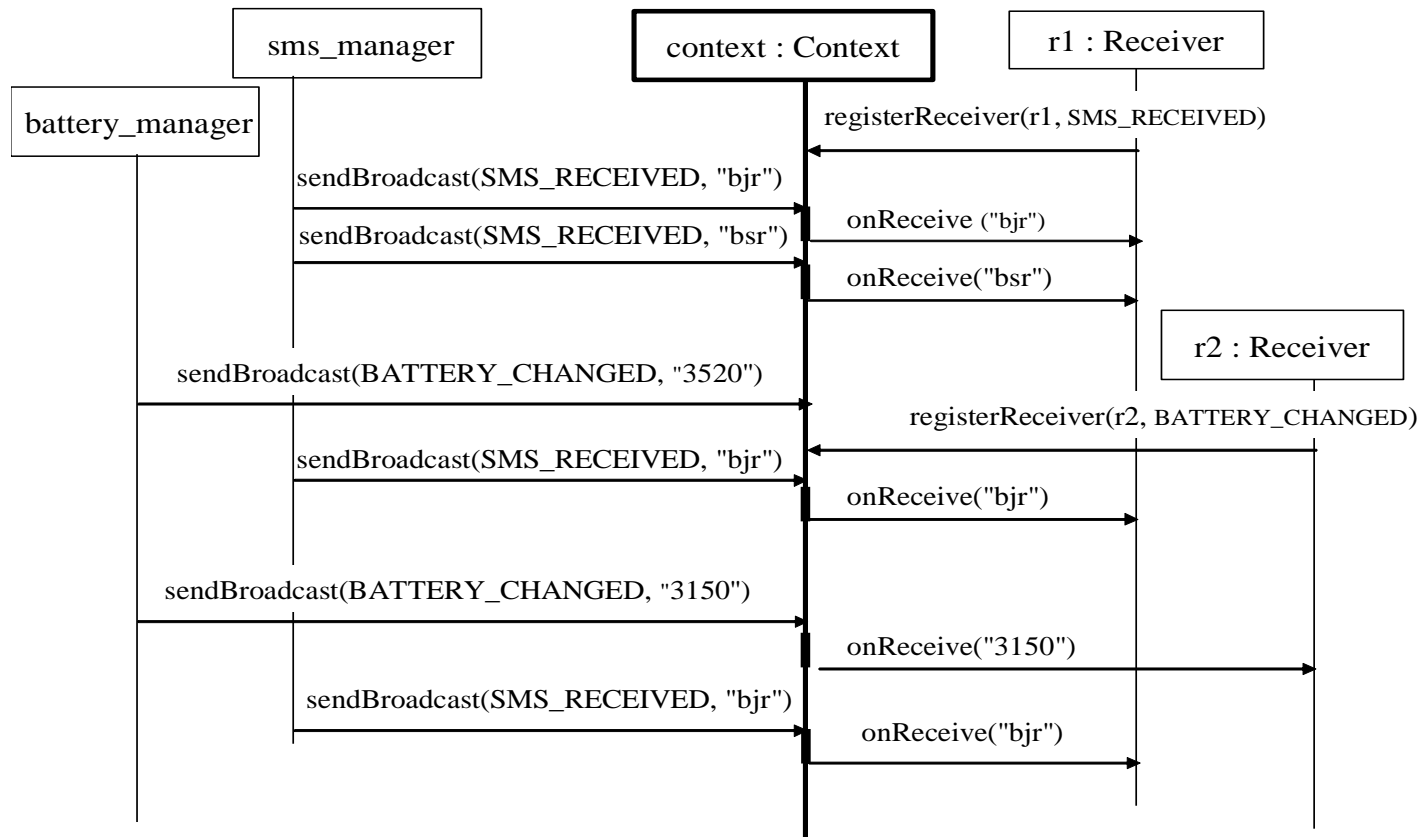 sms_manager
context : Context
r1 : Receiver
battery_manager
registerReceiver(r1, SMS_RECEIVED)
sendBroadcast(SMS_RECEIVED, "bjr")
onReceive ("bjr")
sendBroadcast(SMS_RECEIVED, "bsr")
onReceive("bsr")
r2 : Receiver
sendBroadcast(BATTERY_CHANGED, "3520")
registerReceiver(r2, BATTERY_CHANGED)
sendBroadcast(SMS_RECEIVED, "bjr")
onReceive("bjr")
sendBroadcast(BATTERY_CHANGED, "3150")
onReceive("3150")
sendBroadcast(SMS_RECEIVED, "bjr")
onReceive("bjr")